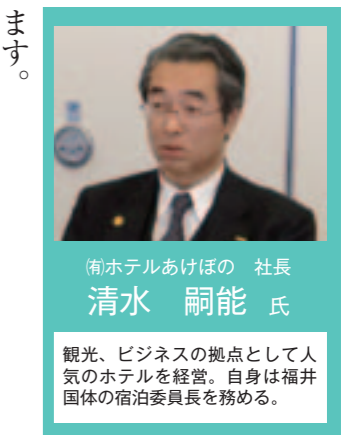 ます。
㈲ホテルあけぼの　社長
清水　嗣能 氏
観光、ビジネスの拠点として人
気のホテルを経営。自身は福井
国体の宿泊委員長を務める。